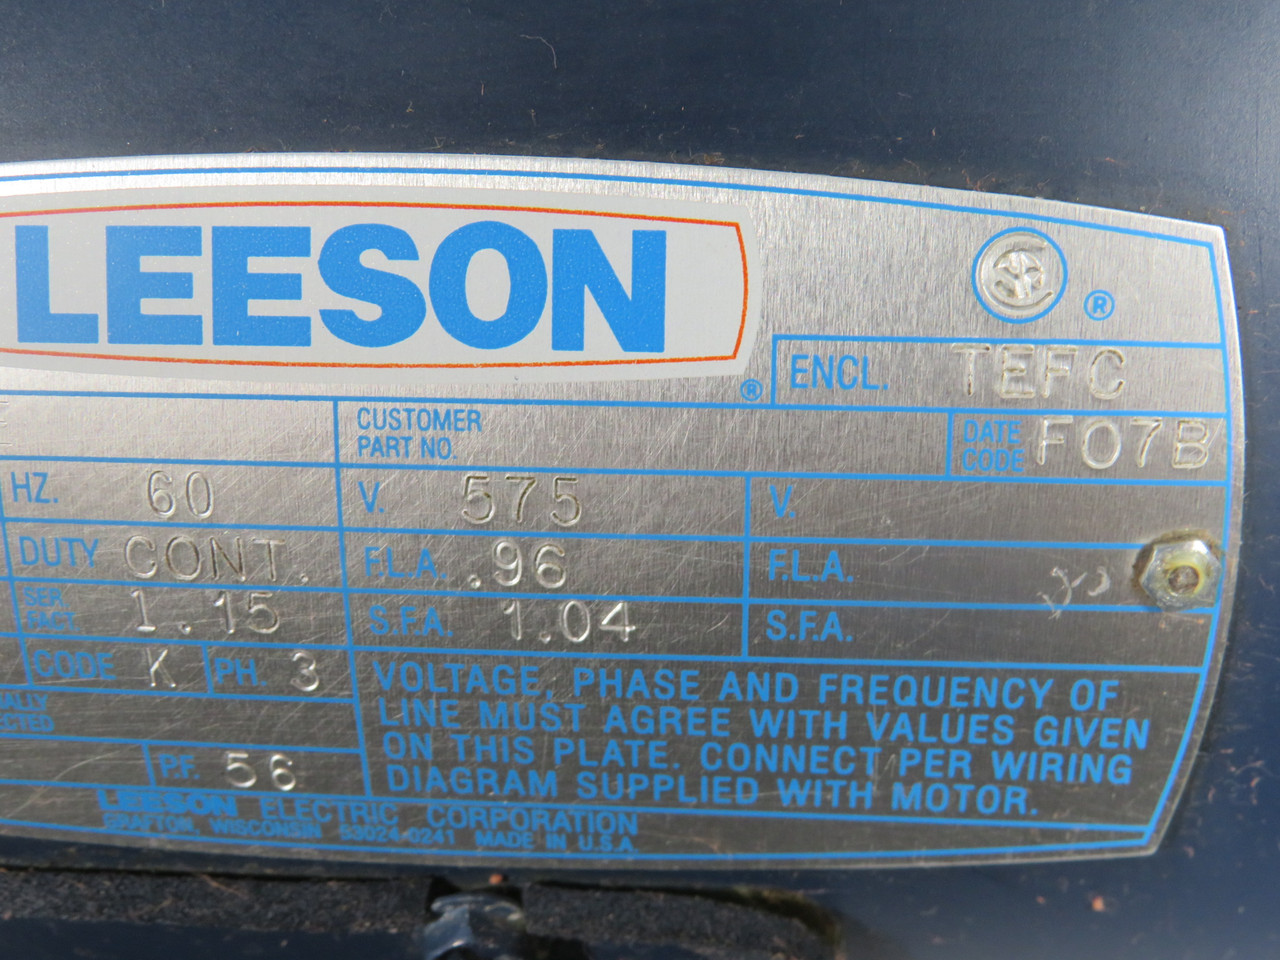 LEESON
®
®
ENCL. TEFC
CUSTOMER
PART NO.
DATE
CODE F07B
HZ. 60 V. 575 V.
DUTY CONT. F.L.A. .96 F.L.A.
SER.
FACT. 1.15 S.F.A. 1.04 S.F.A.
CODE K PH 3
VOLTAGE, PHASE AND FREQUENCY OF
LINE MUST AGREE WITH VALUES GIVEN
ON THIS PLATE. CONNECT PER WIRING
DIAGRAM SUPPLIED WITH MOTOR.
P.F. 56
LEESON ELECTRIC CORPORATION
GRAFTON, WISCONSIN 53024-0241 MADE IN U.S.A.